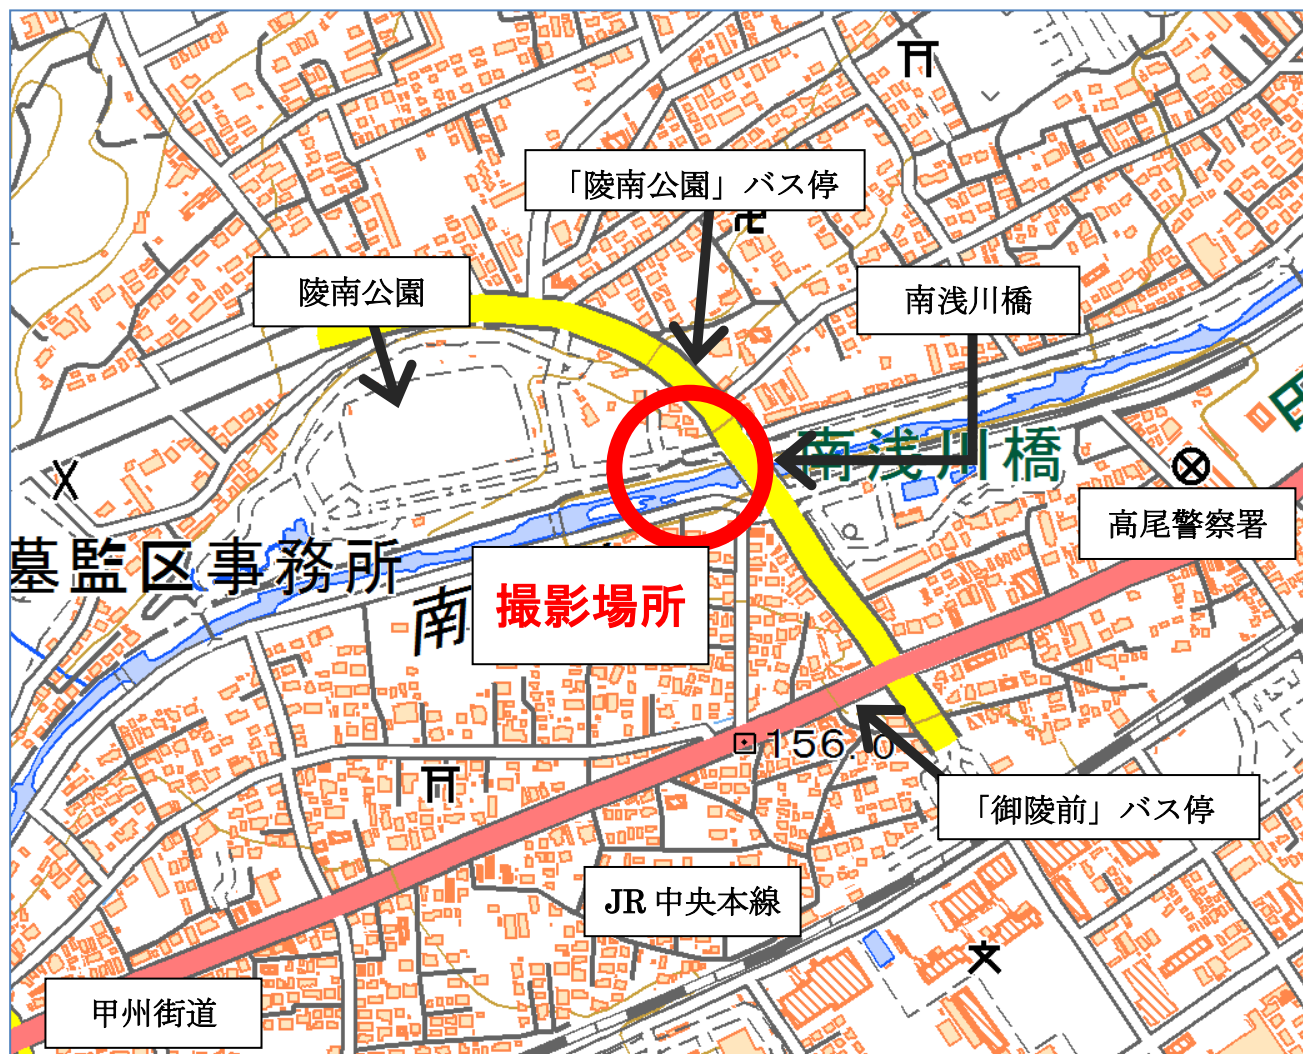 「陵南公園」バス停
陵南公園
南浅川橋
南浅川橋
高尾警察署
墓監区事務所
南
撮影場所
156.0
「御陵前」バス停
JR 中央本線
甲州街道